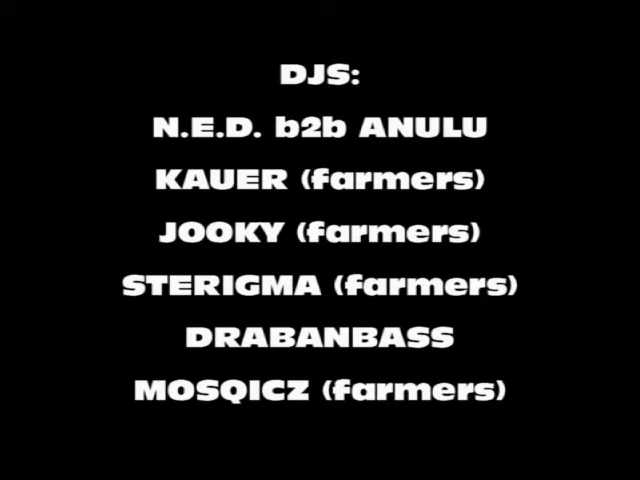 DJS:
N.E.D. b2b ANULU
KAUER (farmers)
JOOKY (farmers)
STERIGMA (farmers)
DRABANBASS
MOSQICZ (farmers)